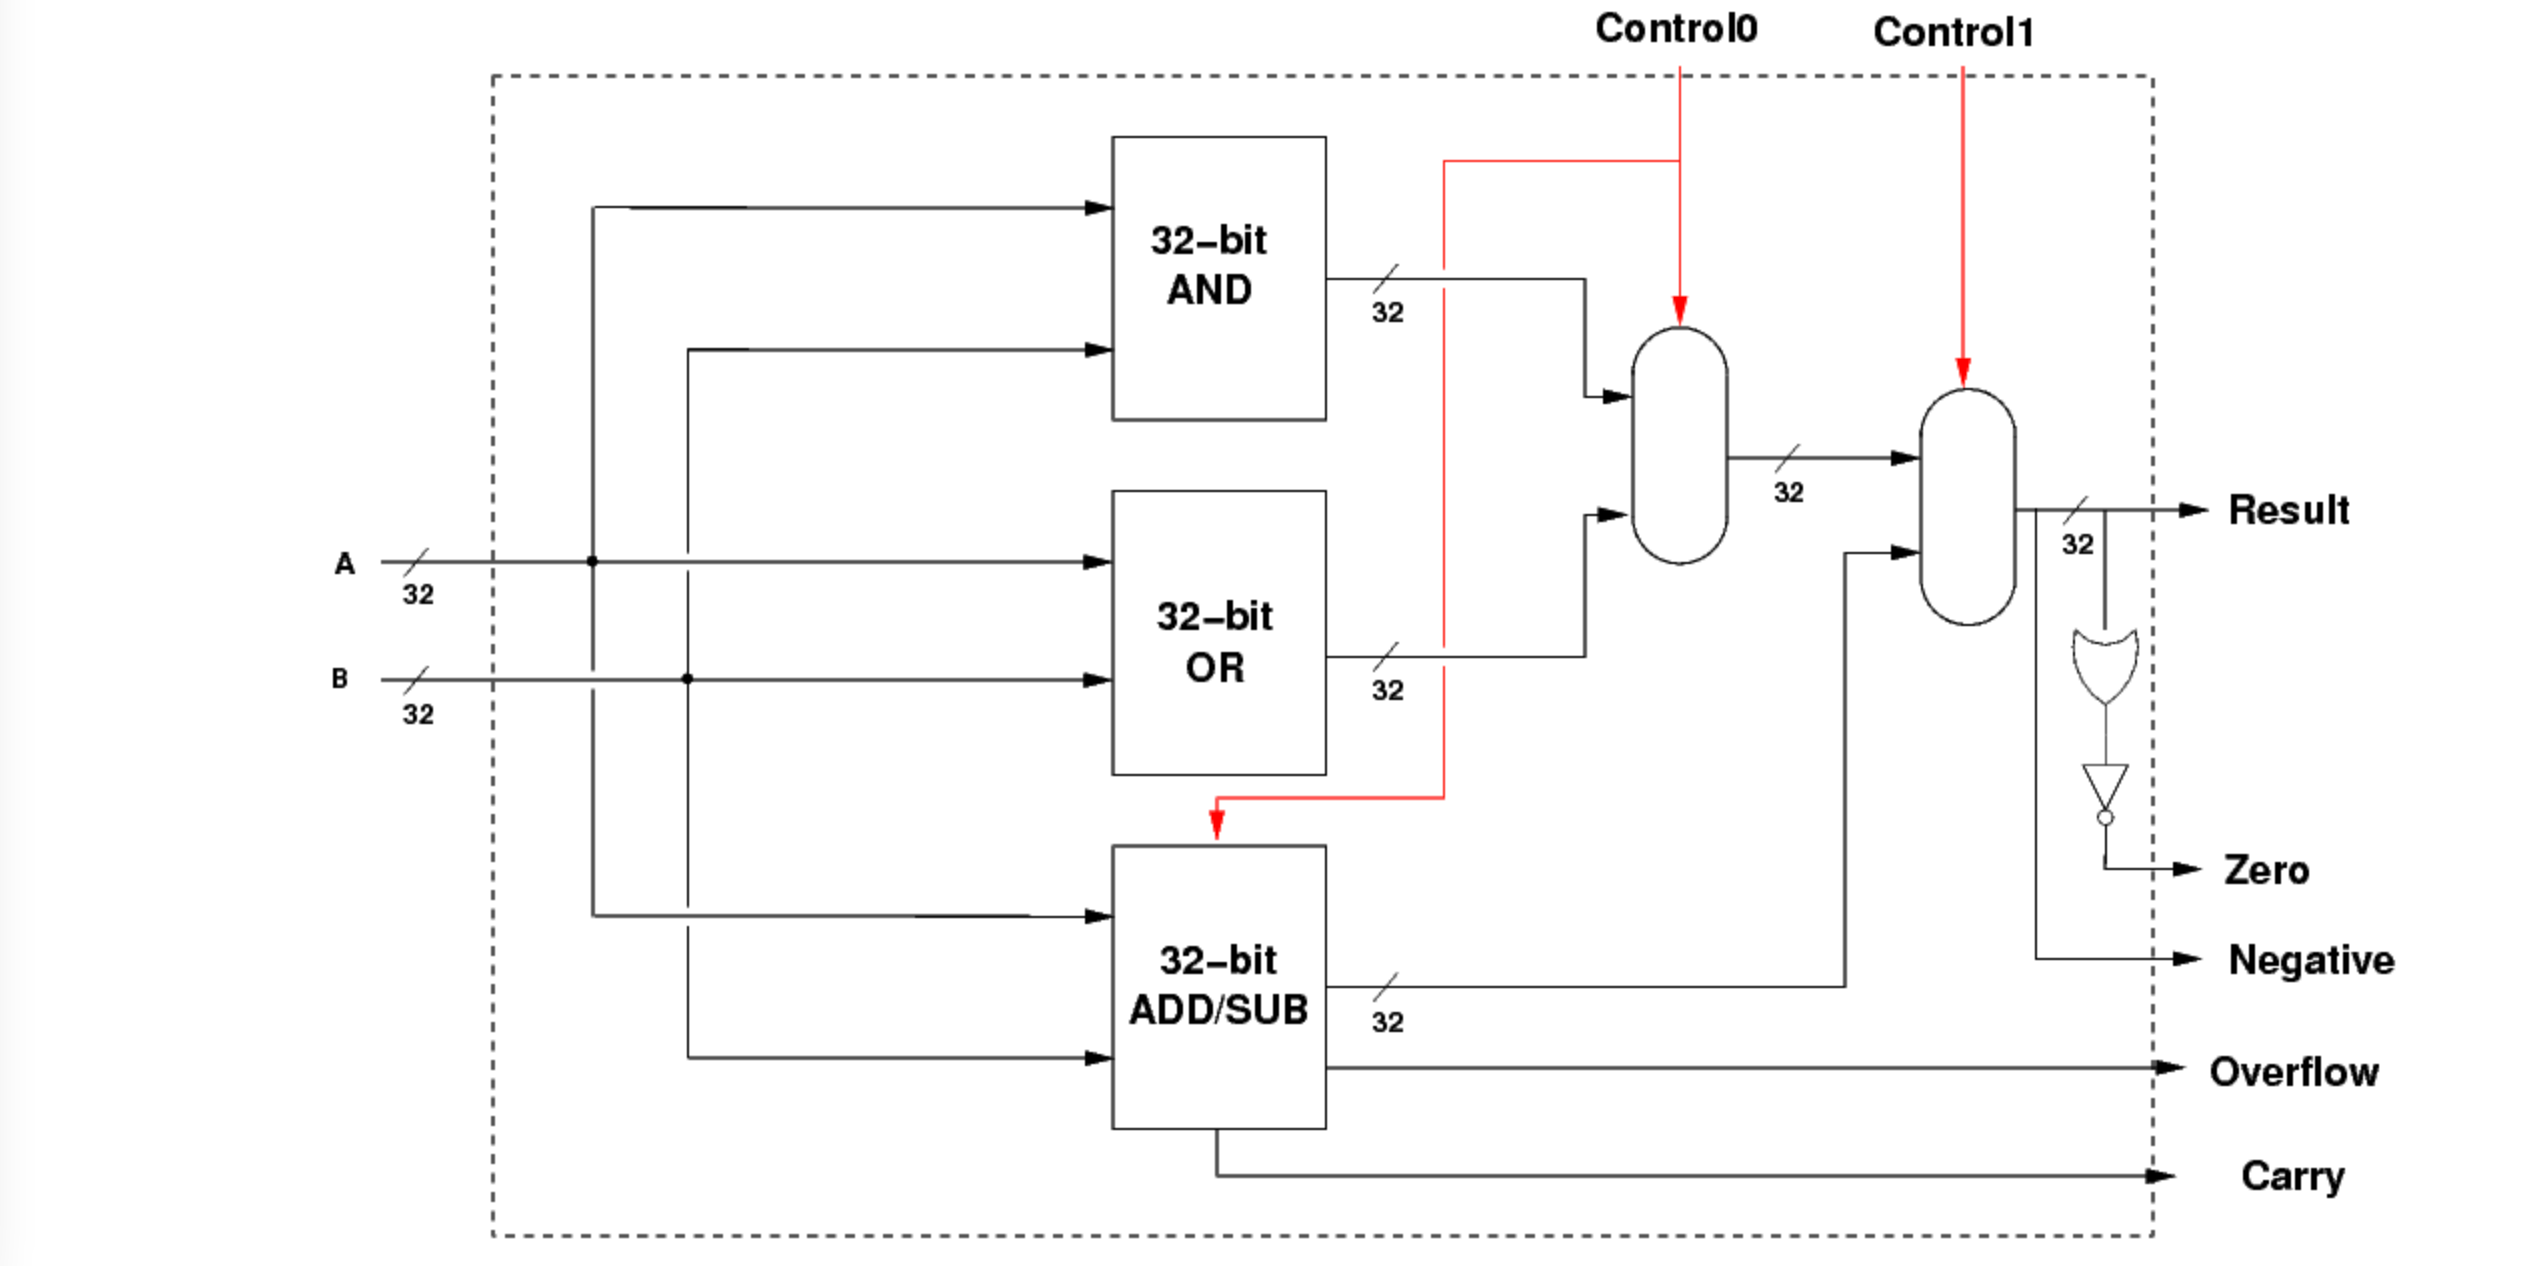 Control0
Control1
32–bit
AND
32
32
Result
32
A
32
32–bit
OR
B
32
32
Zero
32–bit
ADD/SUB
32
Negative
Overflow
Carry